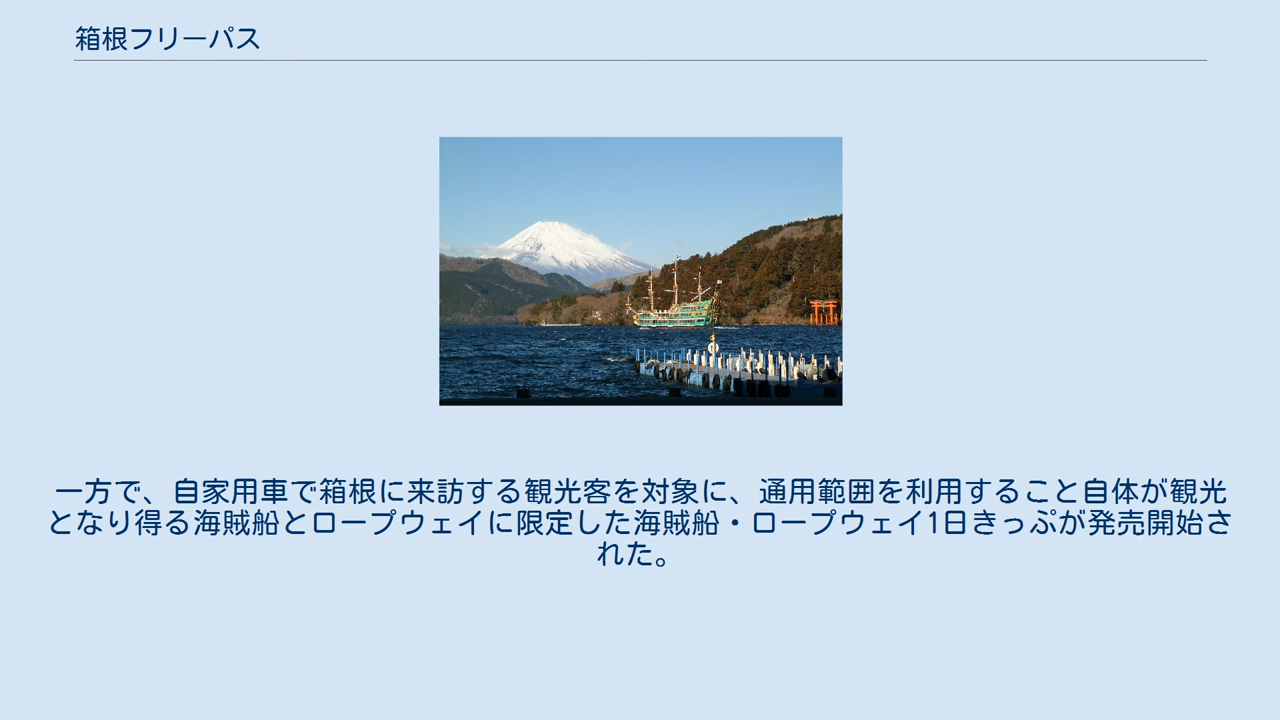 箱根フリーパス
一方で、自家用車で箱根に来訪する観光客を対象に、通用範囲を利用すること自体が観光
となり得る海賊船とロープウェイに限定した海賊船・ロープウェイ1日きっぷが発売開始さ
れた。